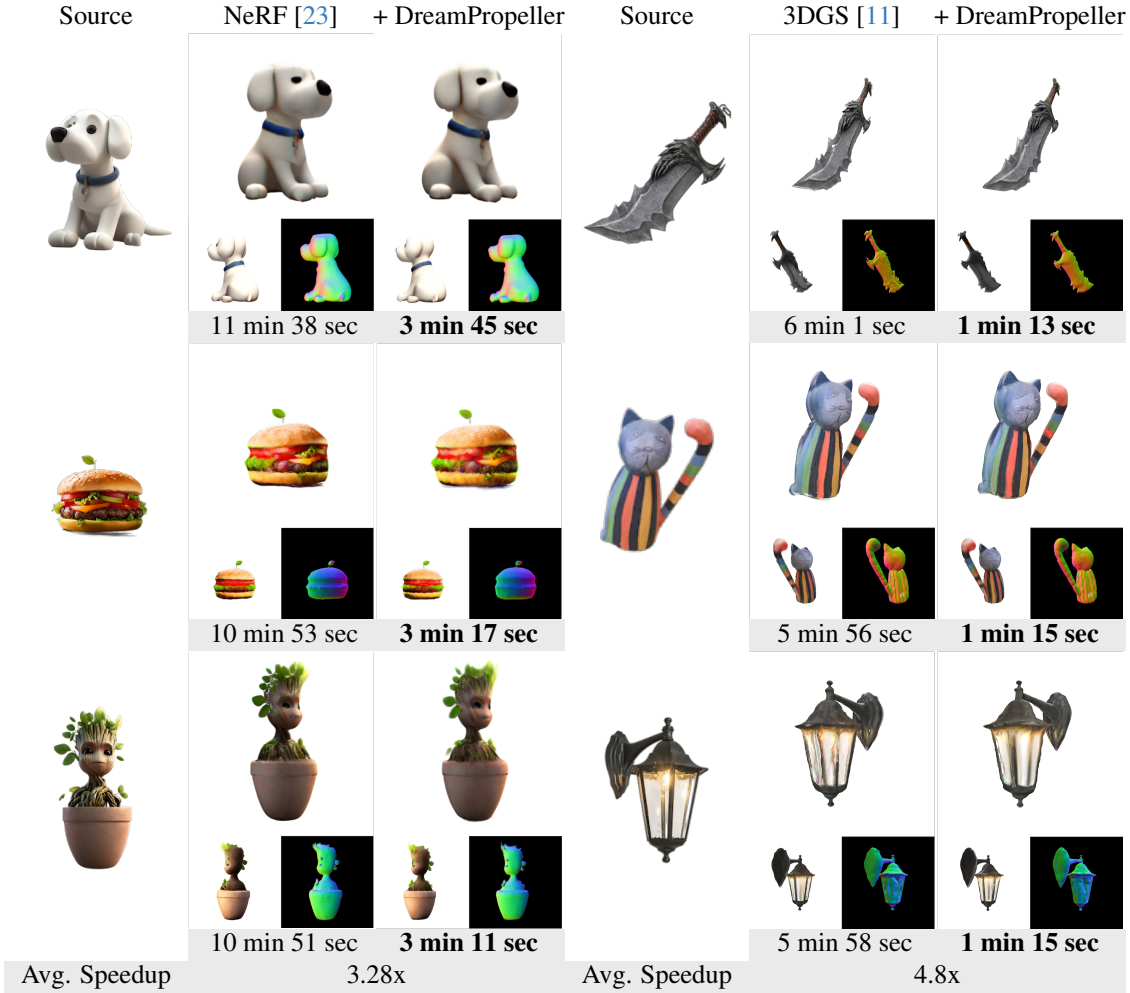 Source NeRF [23] + DreamPropeller Source 3DGS [11] + DreamPropeller
11 min 38 sec 3 min 45 sec 6 min 1 sec 1 min 13 sec
10 min 53 sec 3 min 17 sec 5 min 56 sec 1 min 15 sec
10 min 51 sec 3 min 11 sec 5 min 58 sec 1 min 15 sec
Avg. Speedup 3.28x Avg. Speedup 4.8x